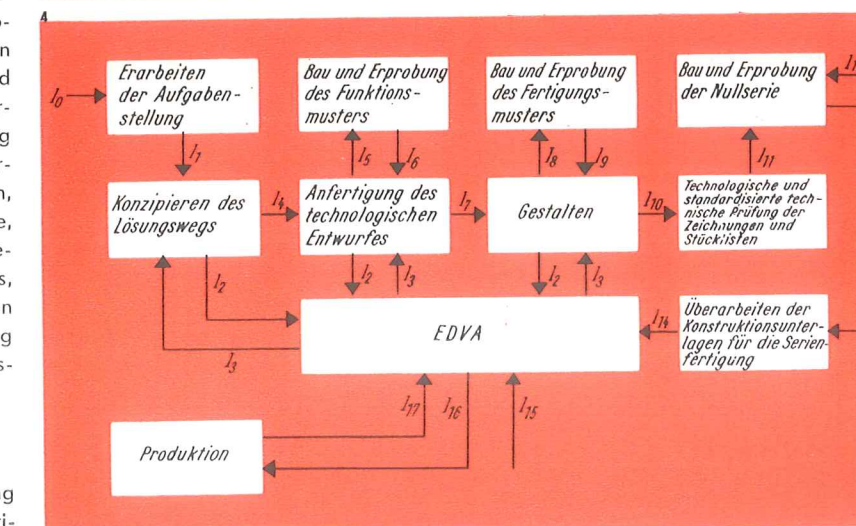 4
Erarbeiten
der Aufgaben-
stellung
Bau und Erprobung
des Funktions-
musters
Bau und Erprobung
des Fertigungs-
musters
Bau und Erprobung
der Nullserie
I0
I1
I5
I6
I8
I9
I11
Konzipieren des
Lösungswegs
I4
Anfertigung des
technologischen
Entwurfes
I7
Gestalten
I10
Technologische und
standardisierte tech-
nische Prüfung der
Zeichnungen und
Stücklisten
I2
I2
I3
I2
I3
I3
EDVA
I14
Überarbeiten der
Konstruktionsunter-
lagen für die Serien-
fertigung
I17
I16
I15
Produktion